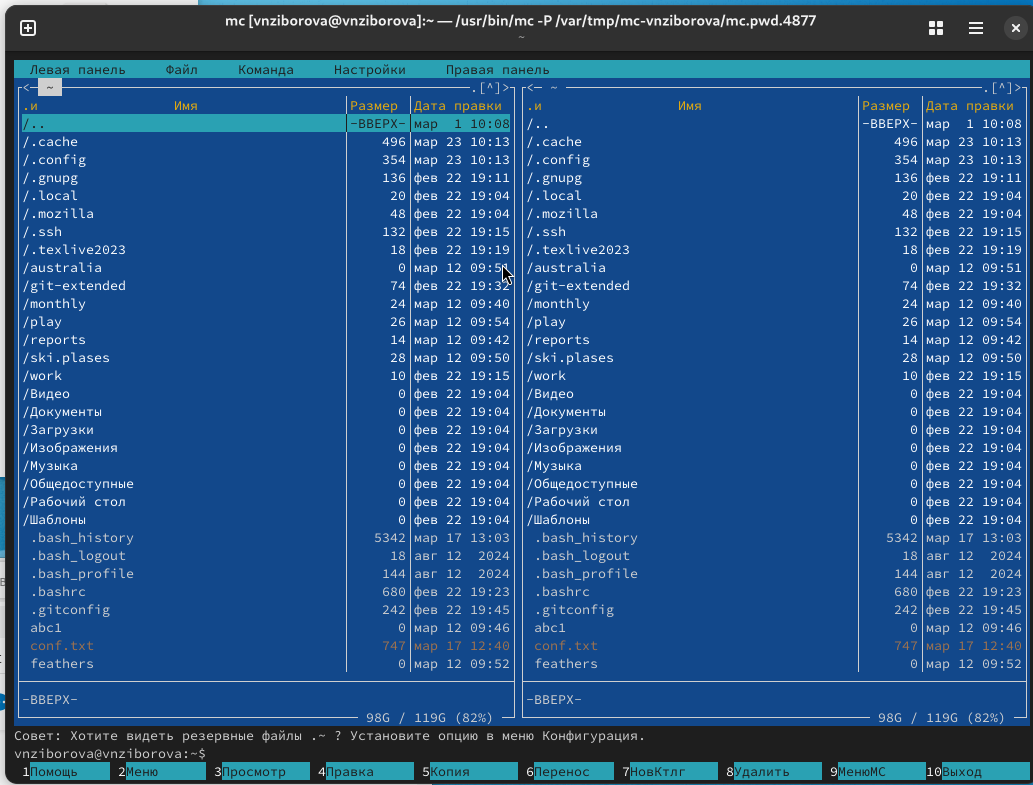 mc [vnziborova@vnziborova]:~ — /usr/bin/mc -P /var/tmp/mc-vnziborova/mc.pwd.4877
~
Левая панель Файл Команда Настройки Правая панель
<─ ~ .[^]> <─ ~ .[^]>
.и Имя Размер Дата правки .и Имя Размер Дата правки
/.. -ВВЕРХ- мар 1 10:08 /.. -ВВЕРХ- мар 1 10:08
/.cache 496 мар 23 10:13 /.cache 496 мар 23 10:13
/.config 354 мар 23 10:13 /.config 354 мар 23 10:13
/.gnupg 136 фев 22 19:11 /.gnupg 136 фев 22 19:11
/.local 20 фев 22 19:04 /.local 20 фев 22 19:04
/.mozilla 48 фев 22 19:04 /.mozilla 48 фев 22 19:04
/.ssh 132 фев 22 19:15 /.ssh 132 фев 22 19:15
/.texlive2023 18 фев 22 19:19 /.texlive2023 18 фев 22 19:19
/australia 0 мар 12 09:51 /australia 0 мар 12 09:51
/git-extended 74 фев 22 19:32 /git-extended 74 фев 22 19:32
/monthly 24 мар 12 09:40 /monthly 24 мар 12 09:40
/play 26 мар 12 09:54 /play 26 мар 12 09:54
/reports 14 мар 12 09:42 /reports 14 мар 12 09:42
/ski.plases 28 мар 12 09:50 /ski.plases 28 мар 12 09:50
/work 10 фев 22 19:15 /work 10 фев 22 19:15
/Видео 0 фев 22 19:04 /Видео 0 фев 22 19:04
/Документы 0 фев 22 19:04 /Документы 0 фев 22 19:04
/Загрузки 0 фев 22 19:04 /Загрузки 0 фев 22 19:04
/Изображения 0 фев 22 19:04 /Изображения 0 фев 22 19:04
/Музыка 0 фев 22 19:04 /Музыка 0 фев 22 19:04
/Общедоступные 0 фев 22 19:04 /Общедоступные 0 фев 22 19:04
/Рабочий стол 0 фев 22 19:04 /Рабочий стол 0 фев 22 19:04
/Шаблоны 0 фев 22 19:04 /Шаблоны 0 фев 22 19:04
.bash_history 5342 мар 17 13:03 .bash_history 5342 мар 17 13:03
.bash_logout 18 авг 12 2024 .bash_logout 18 авг 12 2024
.bash_profile 144 авг 12 2024 .bash_profile 144 авг 12 2024
.bashrc 680 фев 22 19:23 .bashrc 680 фев 22 19:23
.gitconfig 242 фев 22 19:45 .gitconfig 242 фев 22 19:45
abc1 0 мар 12 09:46 abc1 0 мар 12 09:46
conf.txt 747 мар 17 12:40 conf.txt 747 мар 17 12:40
feathers 0 мар 12 09:52 feathers 0 мар 12 09:52
-ВВЕРХ- -ВВЕРХ-
98G / 119G (82%) 98G / 119G (82%)
Совет: Хотите видеть резервные файлы .~ ? Установите опцию в меню Конфигурация.
vnziborova@vnziborova:~$
1Помощь 2Меню 3Просмотр 4Правка 5Копия 6Перенос 7НовКтлг 8Удалить 9МенюМС 10Выход